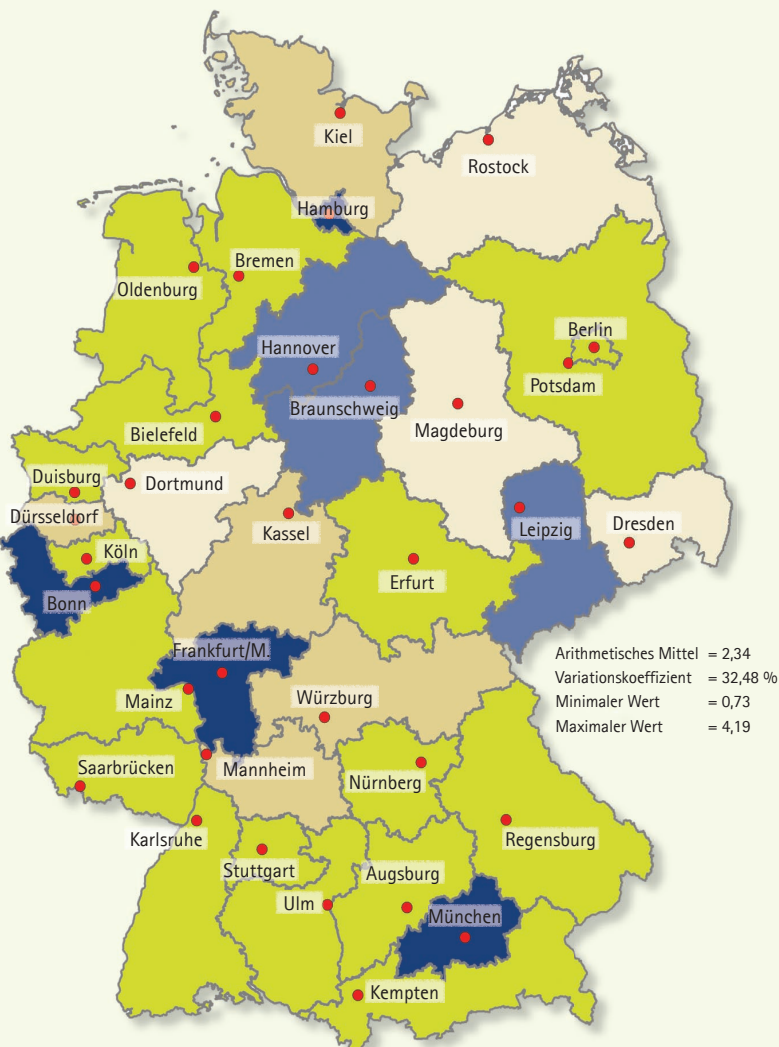 Kiel
Rostock
Hamburg
Bremen
Oldenburg
Berlin
Hannover
Potsdam
Braunschweig
Magdeburg
Bielefeld
Duisburg
Dortmund
Dürsseldorf
Kassel
Leipzig
Dresden
Köln
Erfurt
Bonn
Frankfurt/M.
Arithmetisches Mittel = 2,34
Variationskoeffizient = 32,48 %
Minimaler Wert = 0,73
Maximaler Wert = 4,19
Mainz
Würzburg
Saarbrücken
Mannheim
Nürnberg
Karlsruhe
Regensburg
Stuttgart
Augsburg
Ulm
München
Kempten